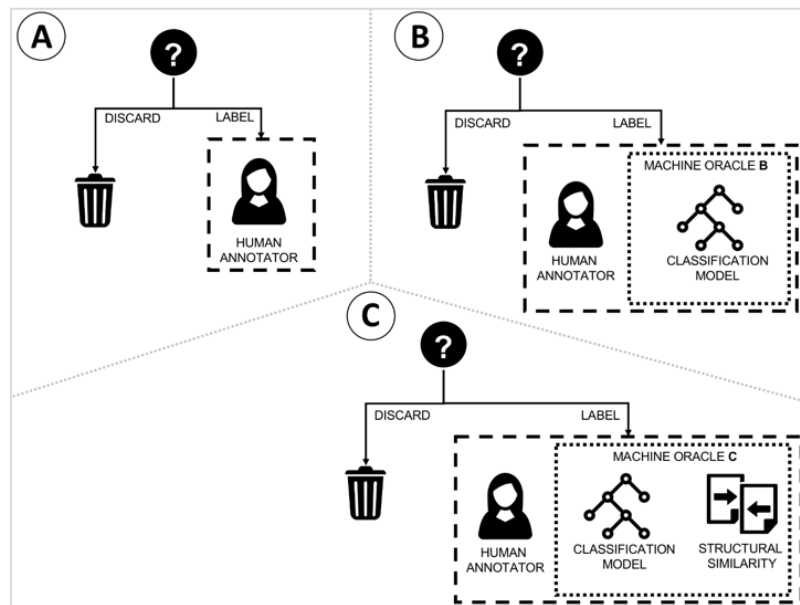 A
?
DISCARD
LABEL
HUMAN
ANNOTATOR
B
?
DISCARD
LABEL
MACHINE ORACLE B
HUMAN
ANNOTATOR
CLASSIFICATION
MODEL
C
?
DISCARD
LABEL
MACHINE ORACLE C
HUMAN
ANNOTATOR
CLASSIFICATION
MODEL
STRUCTURAL
SIMILARITY